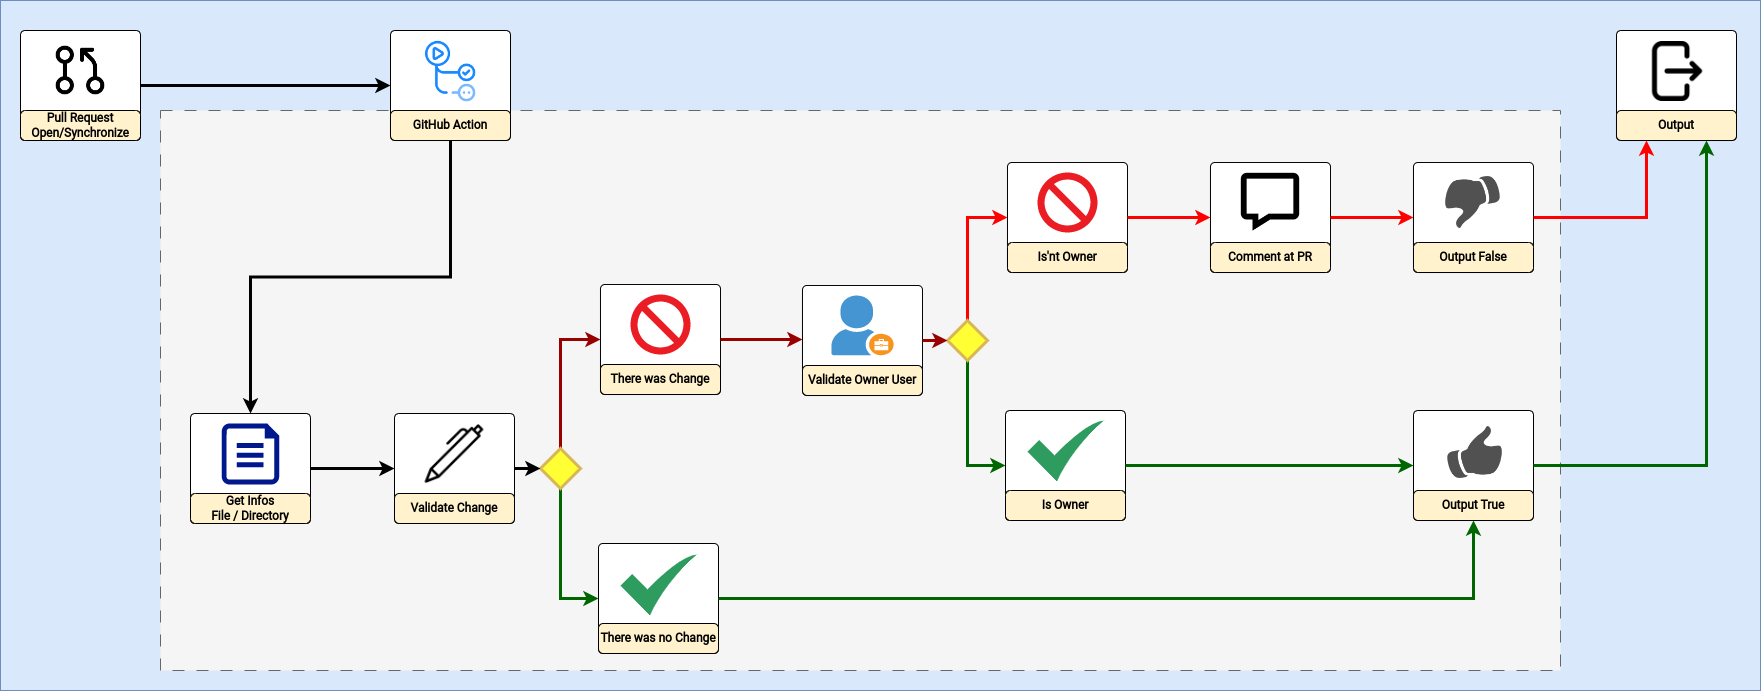 Pull Request
Open/Synchronize
GitHub Action
Output
Is'nt Owner
Comment at PR
Output False
There was Change
Validate Owner User
Get Infos
File / Directory
Validate Change
Is Owner
Output True
There was no Change